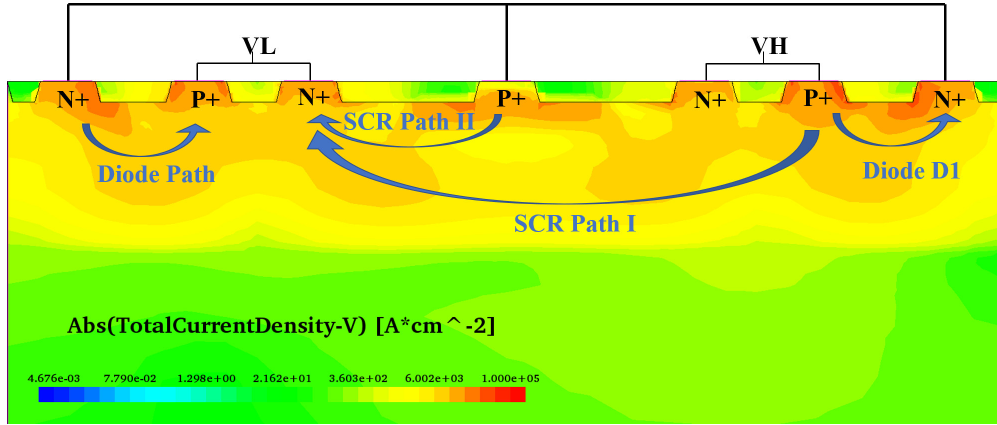 VL VH
N+ P+ N+ P+ N+ P+ N+
SCR Path II
Diode Path Diode D1
SCR Path I
Abs(TotalCurrentDensity-V) [A*cm^-2]
4.676e-03 7.790e-02 1.298e+00 2.162e+01 3.603e+02 6.002e+03 1.000e+05